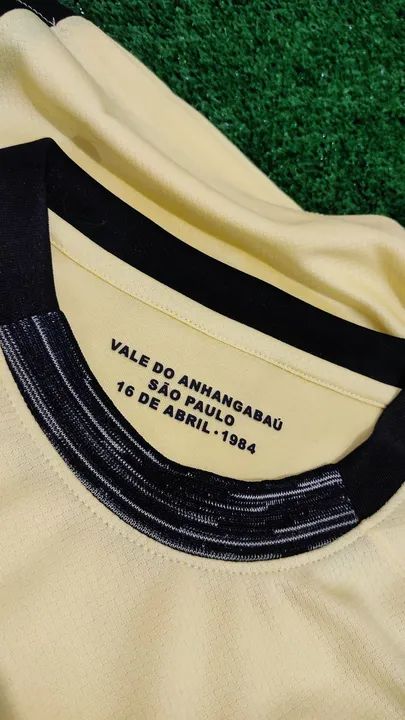 VALE DO ANHANGABAÚ
SÃO PAULO
16 DE ABRIL · 1984